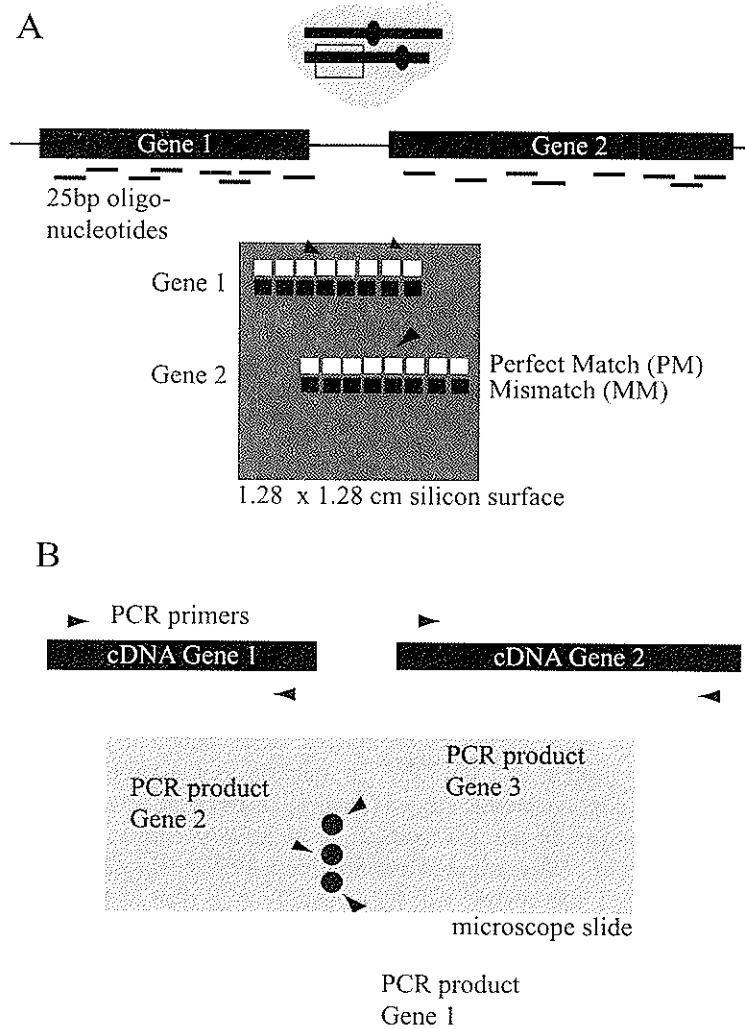 A
Gene 1
Gene 2
25bp oligo-
nucleotides
Gene 1
Gene 2
Perfect Match (PM)
Mismatch (MM)
1.28 x 1.28 cm silicon surface
B
PCR primers
cDNA Gene 1
cDNA Gene 2
PCR product
Gene 3
PCR product
Gene 2
microscope slide
PCR product
Gene 1